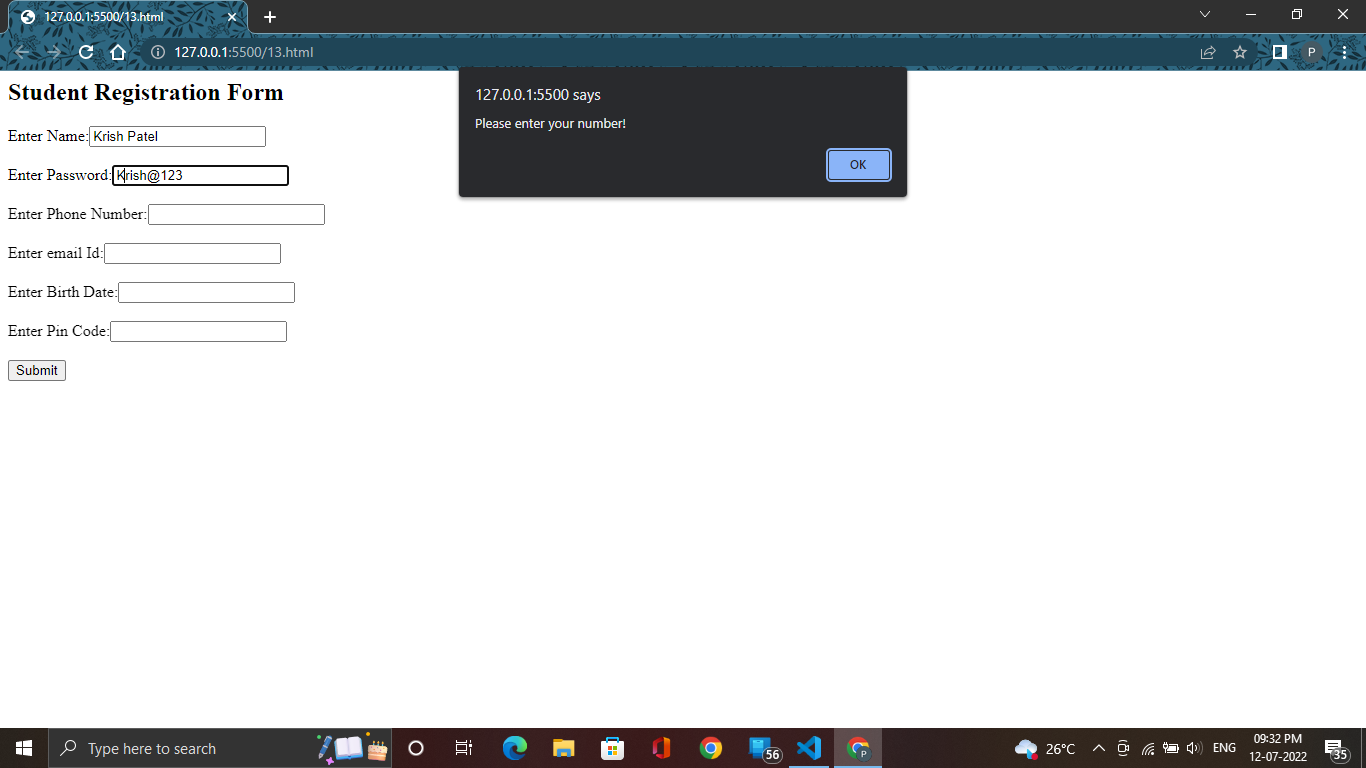 127.0.0.1:5500/13.html
127.0.0.1:5500/13.html
P
127.0.0.1:5500 says
Please enter your number!
OK
Student Registration Form
Enter Name: Krish Patel
Enter Password: Krish@123
Enter Phone Number:
Enter email Id:
Enter Birth Date:
Enter Pin Code:
Submit
Type here to search
56
P
26°C
ENG
09:32 PM
12-07-2022
35